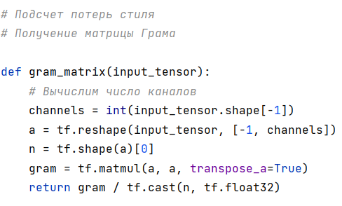 # Подсчет потерь стиля
# Получение матрицы Грама
def gram_matrix(input_tensor):
    # Вычислим число каналов
    channels = int(input_tensor.shape[-1])
    a = tf.reshape(input_tensor, [-1, channels])
    n = tf.shape(a)[0]
    gram = tf.matmul(a, a, transpose_a=True)
    return gram / tf.cast(n, tf.float32)